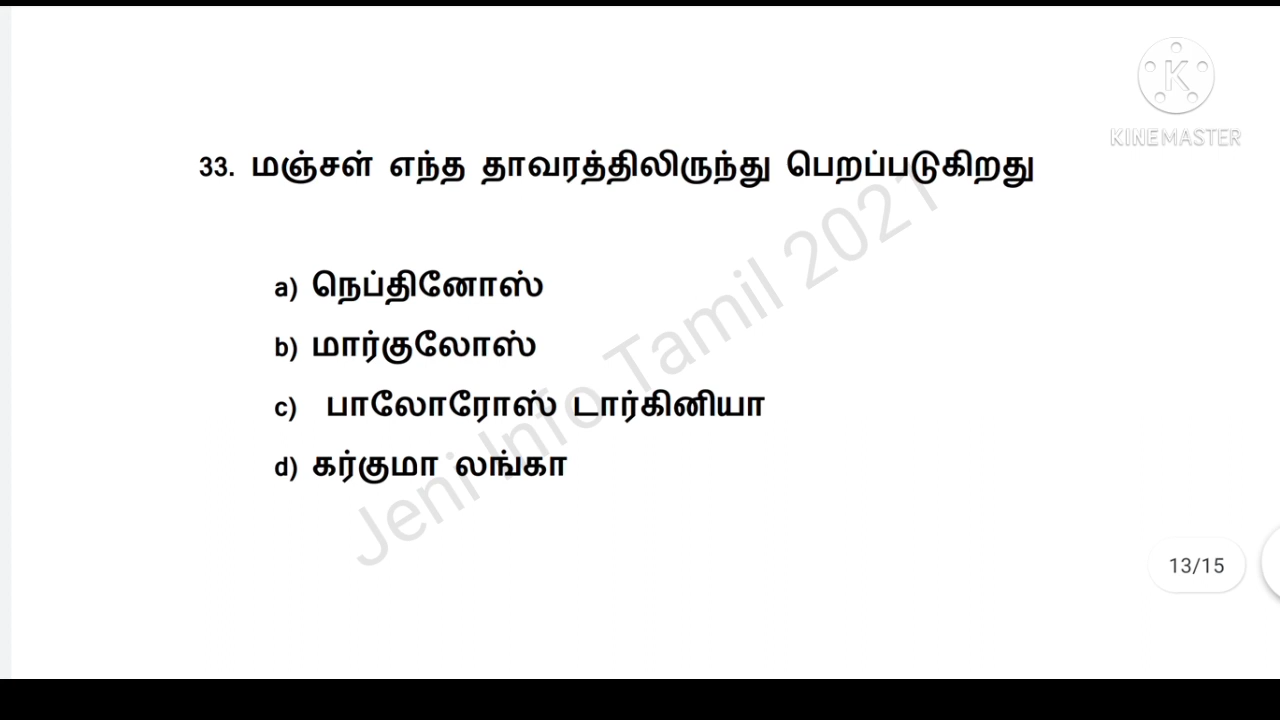 KINEMASTER
33. மஞ்சள் எந்த தாவரத்திலிருந்து பெறப்படுகிறது
a) நெப்தினோஸ்
b) மார்குலோஸ்
c) பாலோரோஸ் டார்கினியா
d) கர்குமா லங்கா
Jeni Info Tamil 2021
13/15